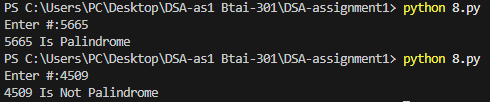 PS C:\Users\PC\Desktop\DSA-as1 Btai-301\DSA-assignment1> python 8.py
Enter #:5665
5665 Is Palindrome
PS C:\Users\PC\Desktop\DSA-as1 Btai-301\DSA-assignment1> python 8.py
Enter #:4509
4509 Is Not Palindrome